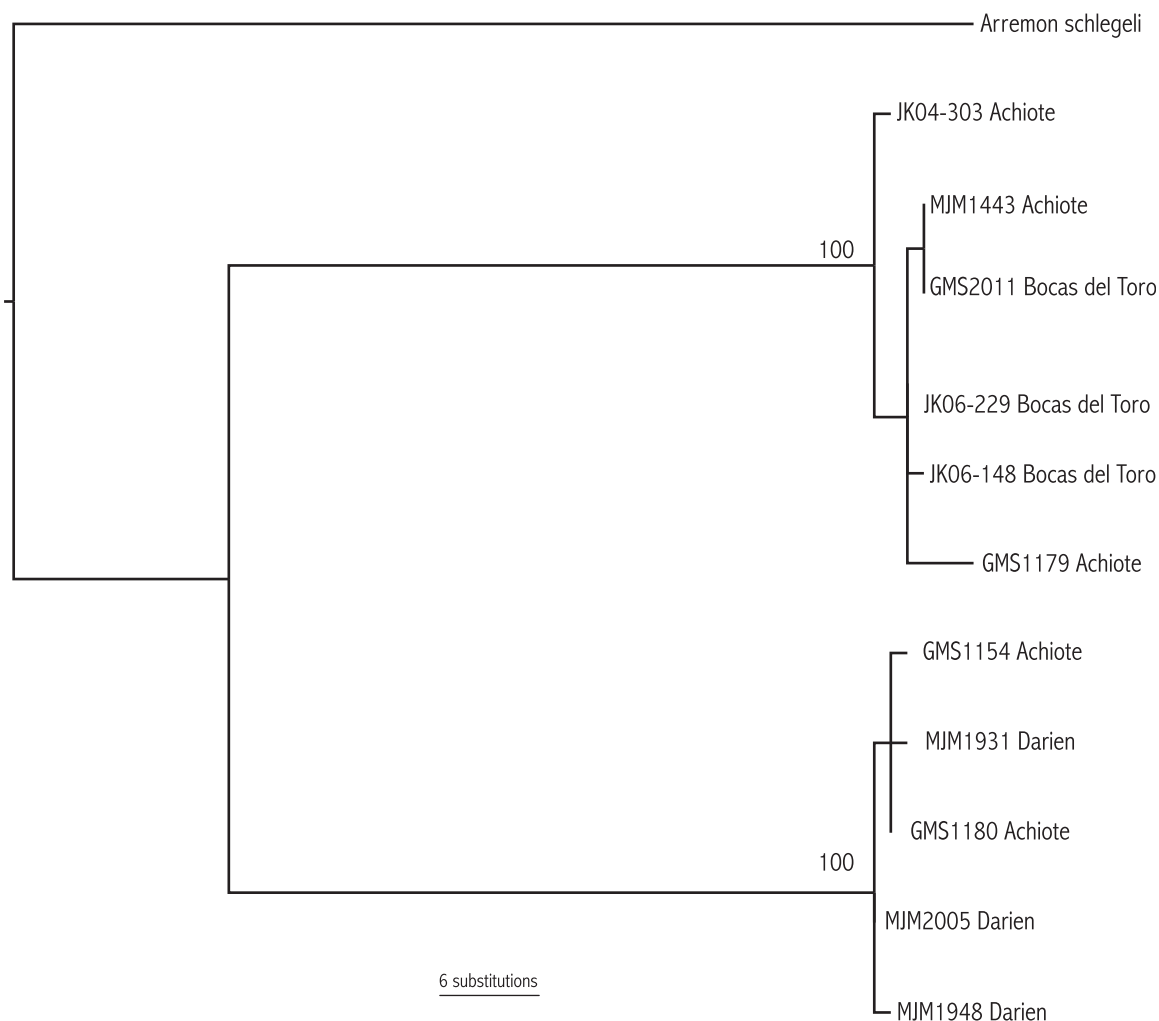 Arremon schlegeli
JK04-303 Achiote
MJM1443 Achiote
100
GMS2011 Bocas del Toro
JK06-229 Bocas del Toro
JK06-148 Bocas del Toro
GMS1179 Achiote
GMS1154 Achiote
MJM1931 Darien
GMS1180 Achiote
100
MJM2005 Darien
6 substitutions
MJM1948 Darien